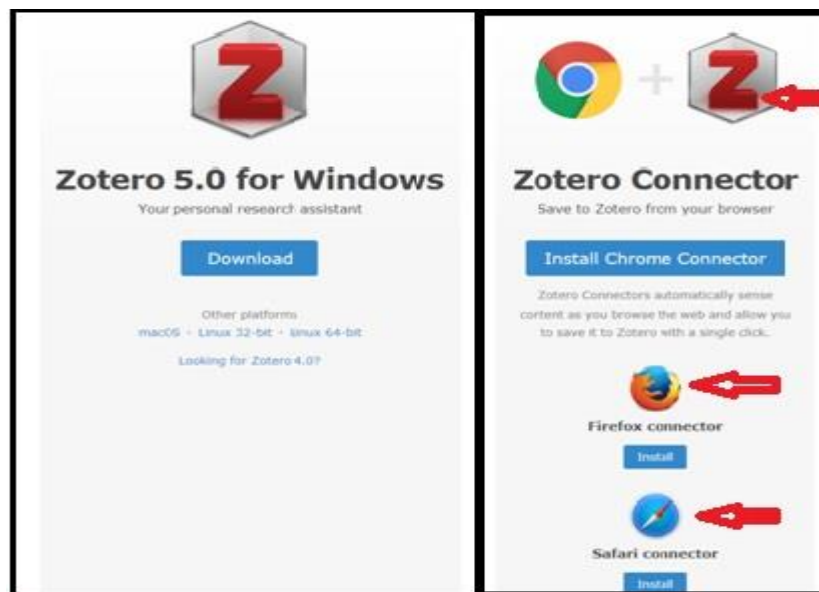 Z
Zotero 5.0 for Windows
Your personal research assistant
Download
Other platforms
macOS · Linux 32-bit · Linux 64-bit
Looking for Zotero 4.0?
+ Z
Zotero Connector
Save to Zotero from your browser
Install Chrome Connector
Zotero Connectors automatically sense
content as you browse the web and allow you
to save it to Zotero with a single click.
Firefox connector
Install
Safari connector
Install